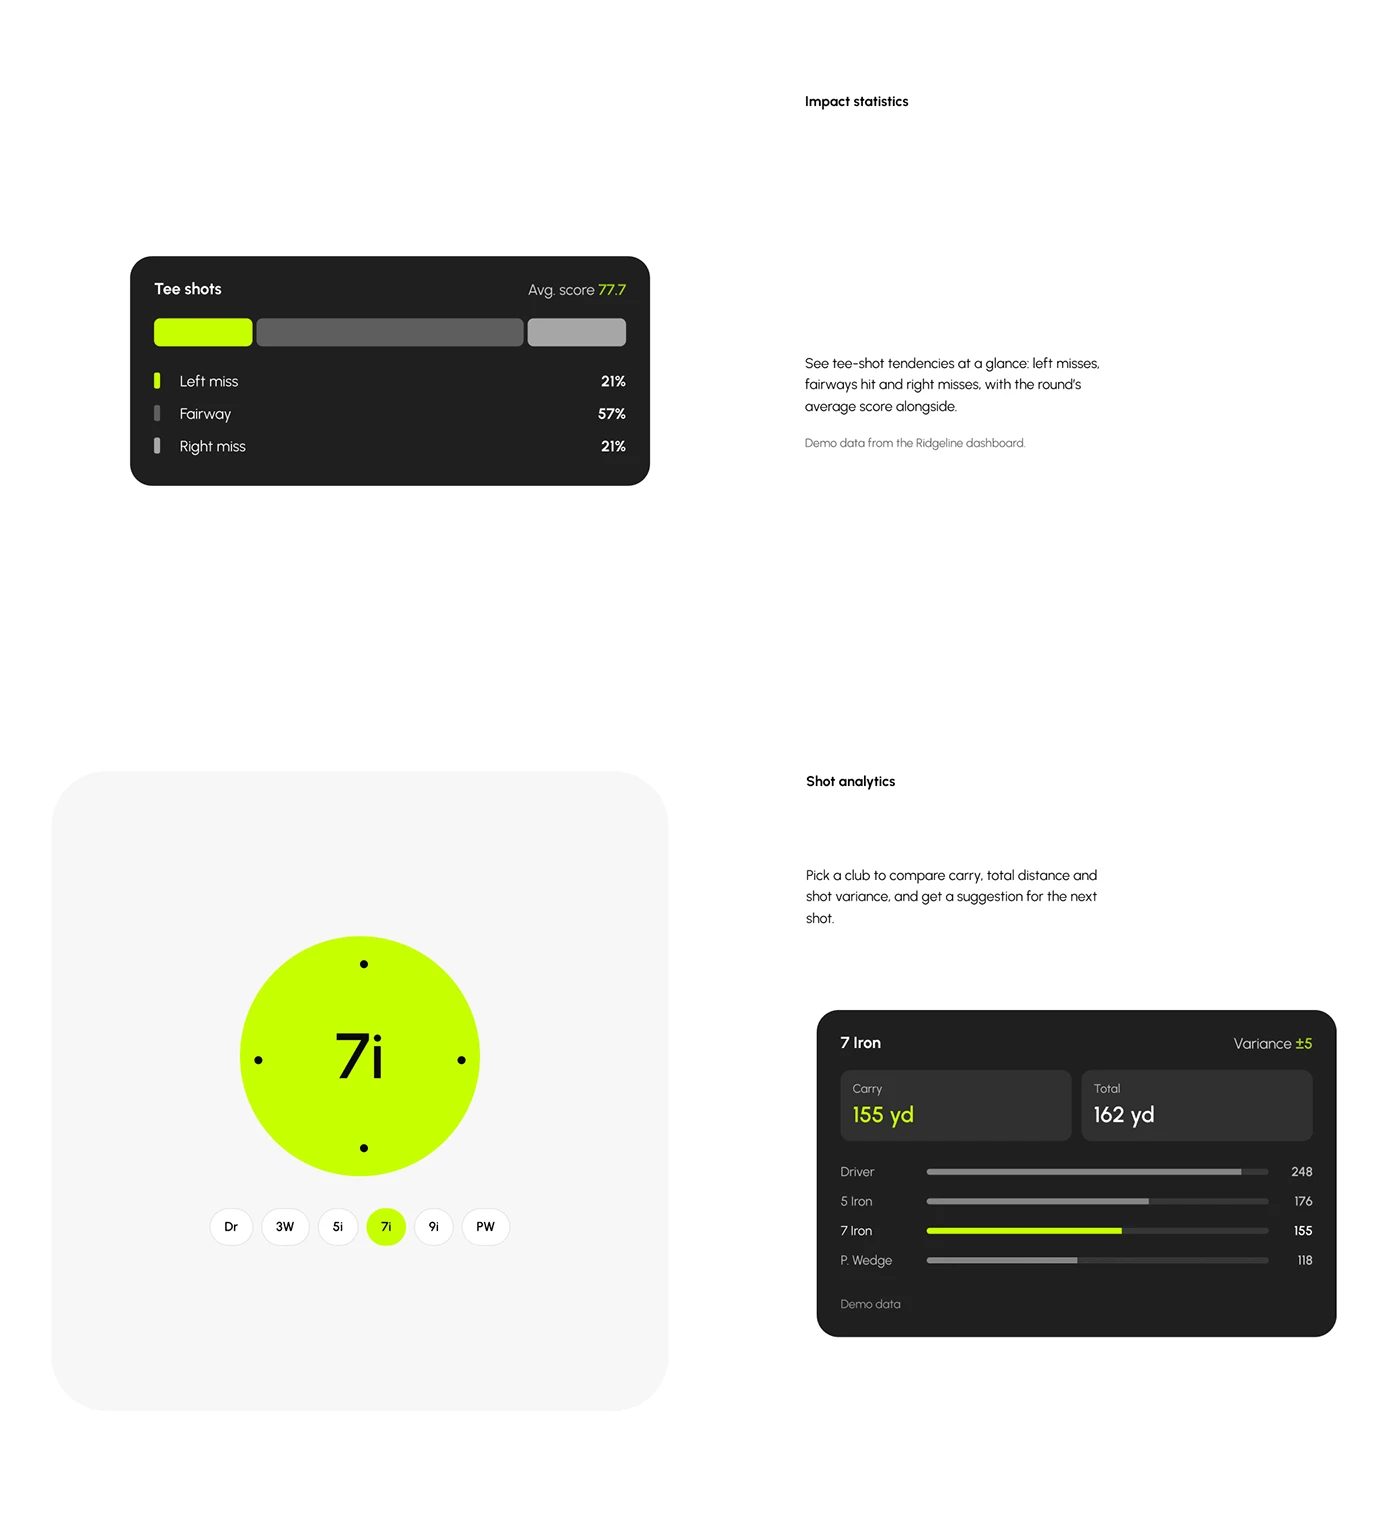 Impact statistics
Tee shots
Avg. score 77.7
Left miss 21%
Fairway 57%
Right miss 21%
See tee-shot tendencies at a glance: left misses,
fairways hit and right misses, with the round's
average score alongside.
Demo data from the Ridgeline dashboard.
7i
Dr 3W 5i 7i 9i PW
Shot analytics
Pick a club to compare carry, total distance and
shot variance, and get a suggestion for the next
shot.
7 Iron
Variance ±5
Carry
155 yd
Total
162 yd
Driver 248
5 Iron 176
7 Iron 155
P. Wedge 118
Demo data